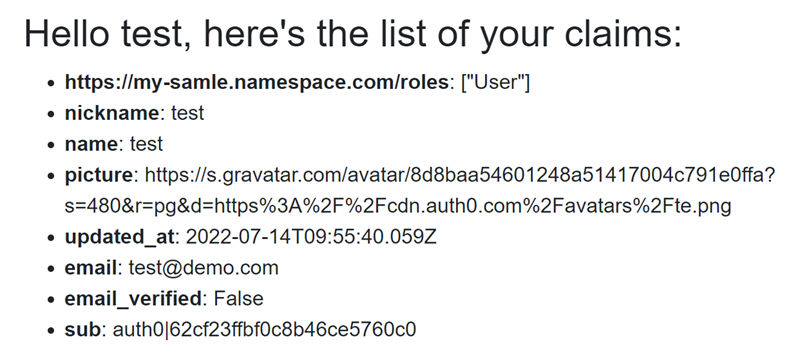 Hello test, here's the list of your claims:
• https://my-samle.namespace.com/roles: ["User"]
• nickname: test
• name: test
• picture: https://s.gravatar.com/avatar/8d8baa54601248a51417004c791e0ffa?
s=480&r=pg&d=https%3A%2F%2Fcdn.auth0.com%2Favatars%2Fte.png
• updated_at: 2022-07-14T09:55:40.059Z
• email: test@demo.com
• email_verified: False
• sub: auth0|62cf23ffbf0c8b46ce5760c0